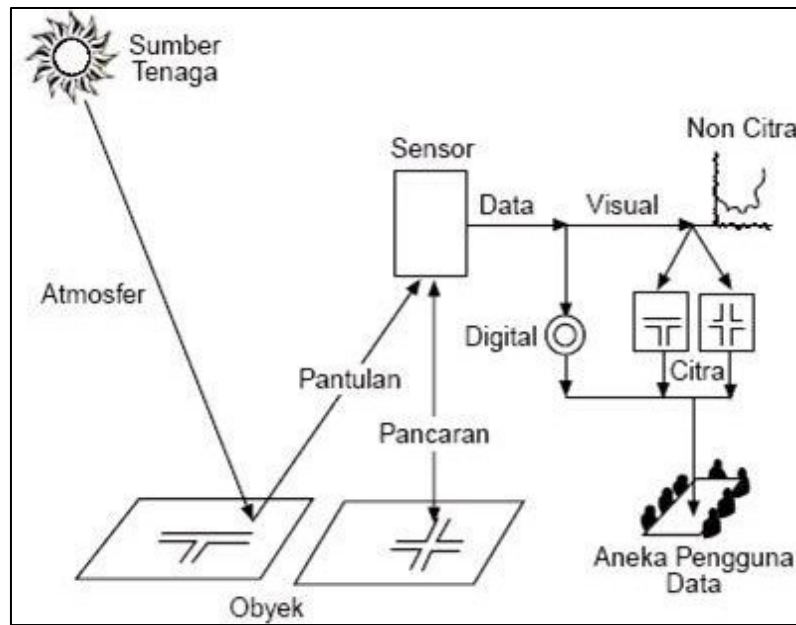 Sumber
Tenaga
Non Citra
Sensor
Data
Visual
Atmosfer
Digital
Citra
Pantulan
Pancaran
Aneka Pengguna
Data
Obyek